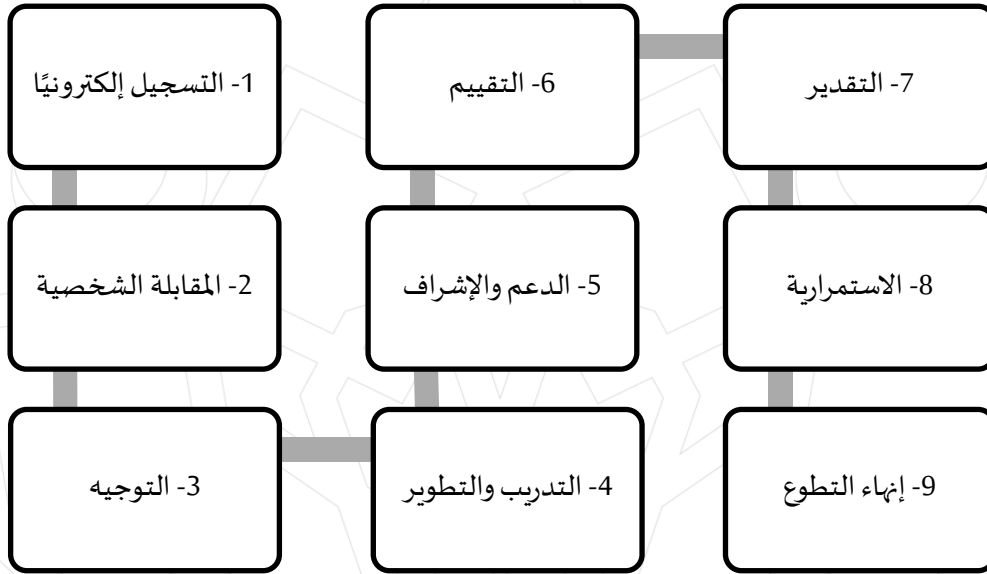 1- التسجيل إلكترونيًا
2- المقابلة الشخصية
3- التوجيه
4- التدريب والتطوير
5- الدعم والإشراف
6- التقييم
7- التقدير
8- الاستمرارية
9- إنهاء التطوع